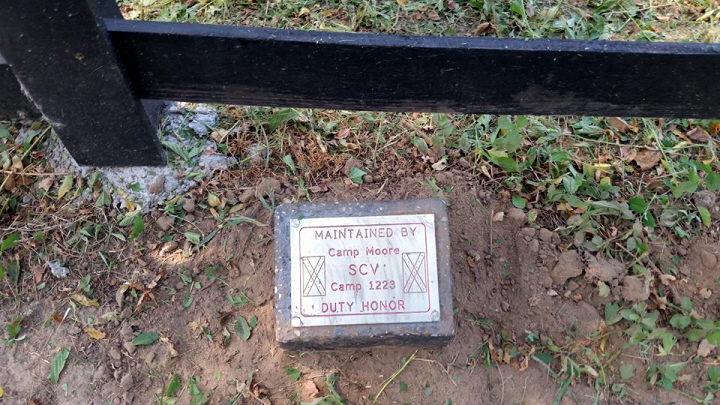 MAINTAINED BY
Camp Moore
SCV
Camp 1223
DUTY HONOR